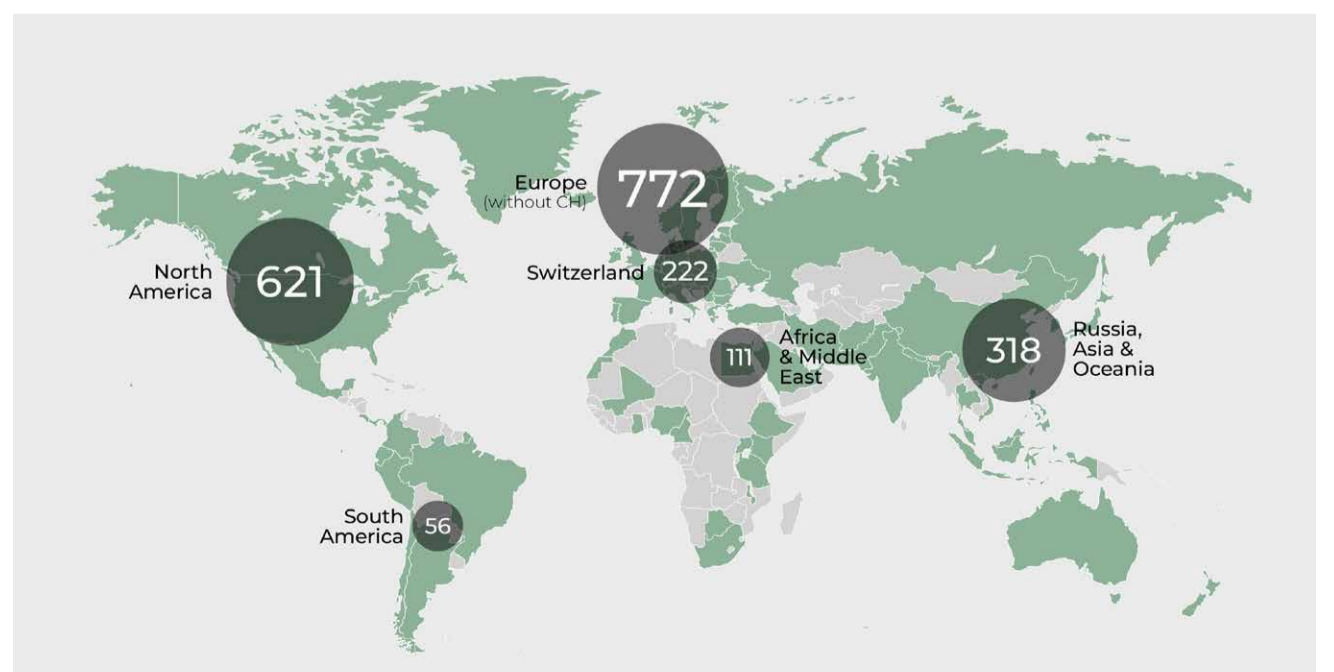 Europe
(without CH)
772
North
America
621
Switzerland
222
Africa
& Middle
East
111
Russia,
Asia &
Oceania
318
South
America
56